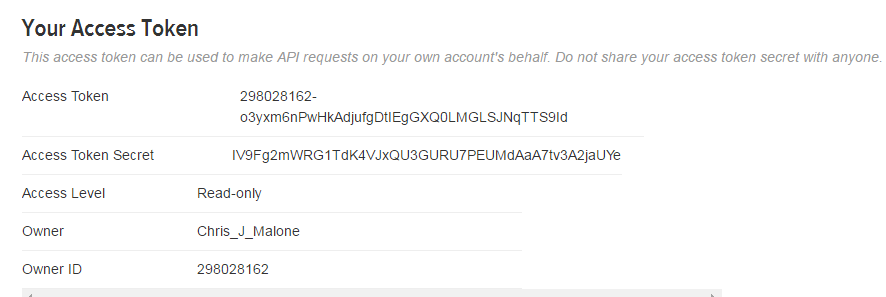 Your Access Token
This access token can be used to make API requests on your own account's behalf. Do not share your access token secret with anyone.
Access Token 298028162-
o3yxm6nPwHkAdjufgDtIEgGXQ0LMGLSJNqTTS9Id
Access Token Secret IV9Fg2mWRG1TdK4VJxQU3GURU7PEUMdAaA7tv3A2jaUYe
Access Level Read-only
Owner Chris_J_Malone
Owner ID 298028162